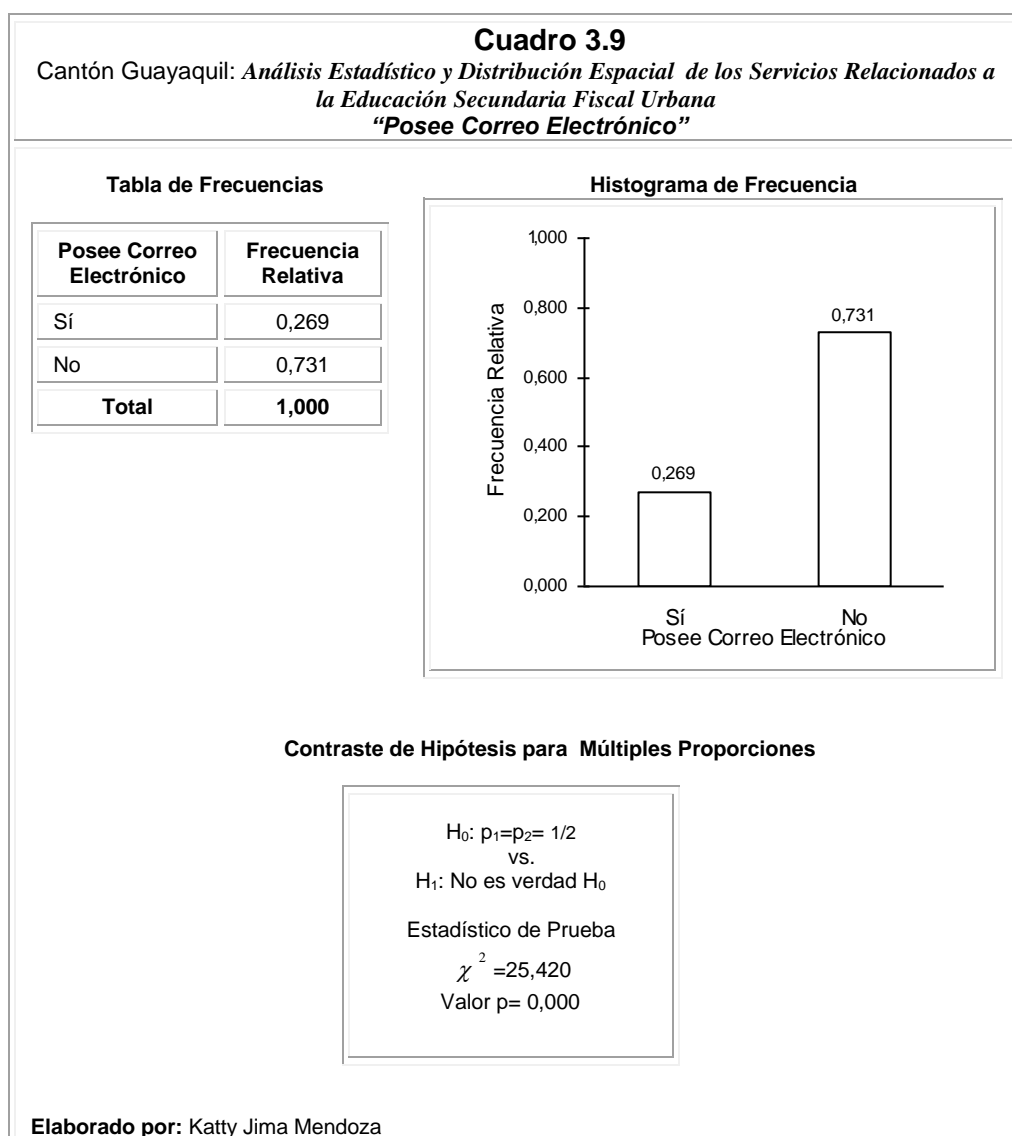 Cuadro 3.9
Cantón Guayaquil: Análisis Estadístico y Distribución Espacial de los Servicios Relacionados a
la Educación Secundaria Fiscal Urbana
“Posee Correo Electrónico”
Tabla de Frecuencias
Posee Correo Electrónico Frecuencia Relativa
Sí 0,269
No 0,731
Total 1,000
Histograma de Frecuencia
1,000
0,800
0,600
0,400
0,200
0,000
Frecuencia Relativa
0,269
0,731
Sí No
Posee Correo Electrónico
Contraste de Hipótesis para Múltiples Proporciones
H₀: p₁=p₂= 1/2
vs.
H₁: No es verdad H₀
Estadístico de Prueba
χ² =25,420
Valor p= 0,000
Elaborado por: Katty Jima Mendoza